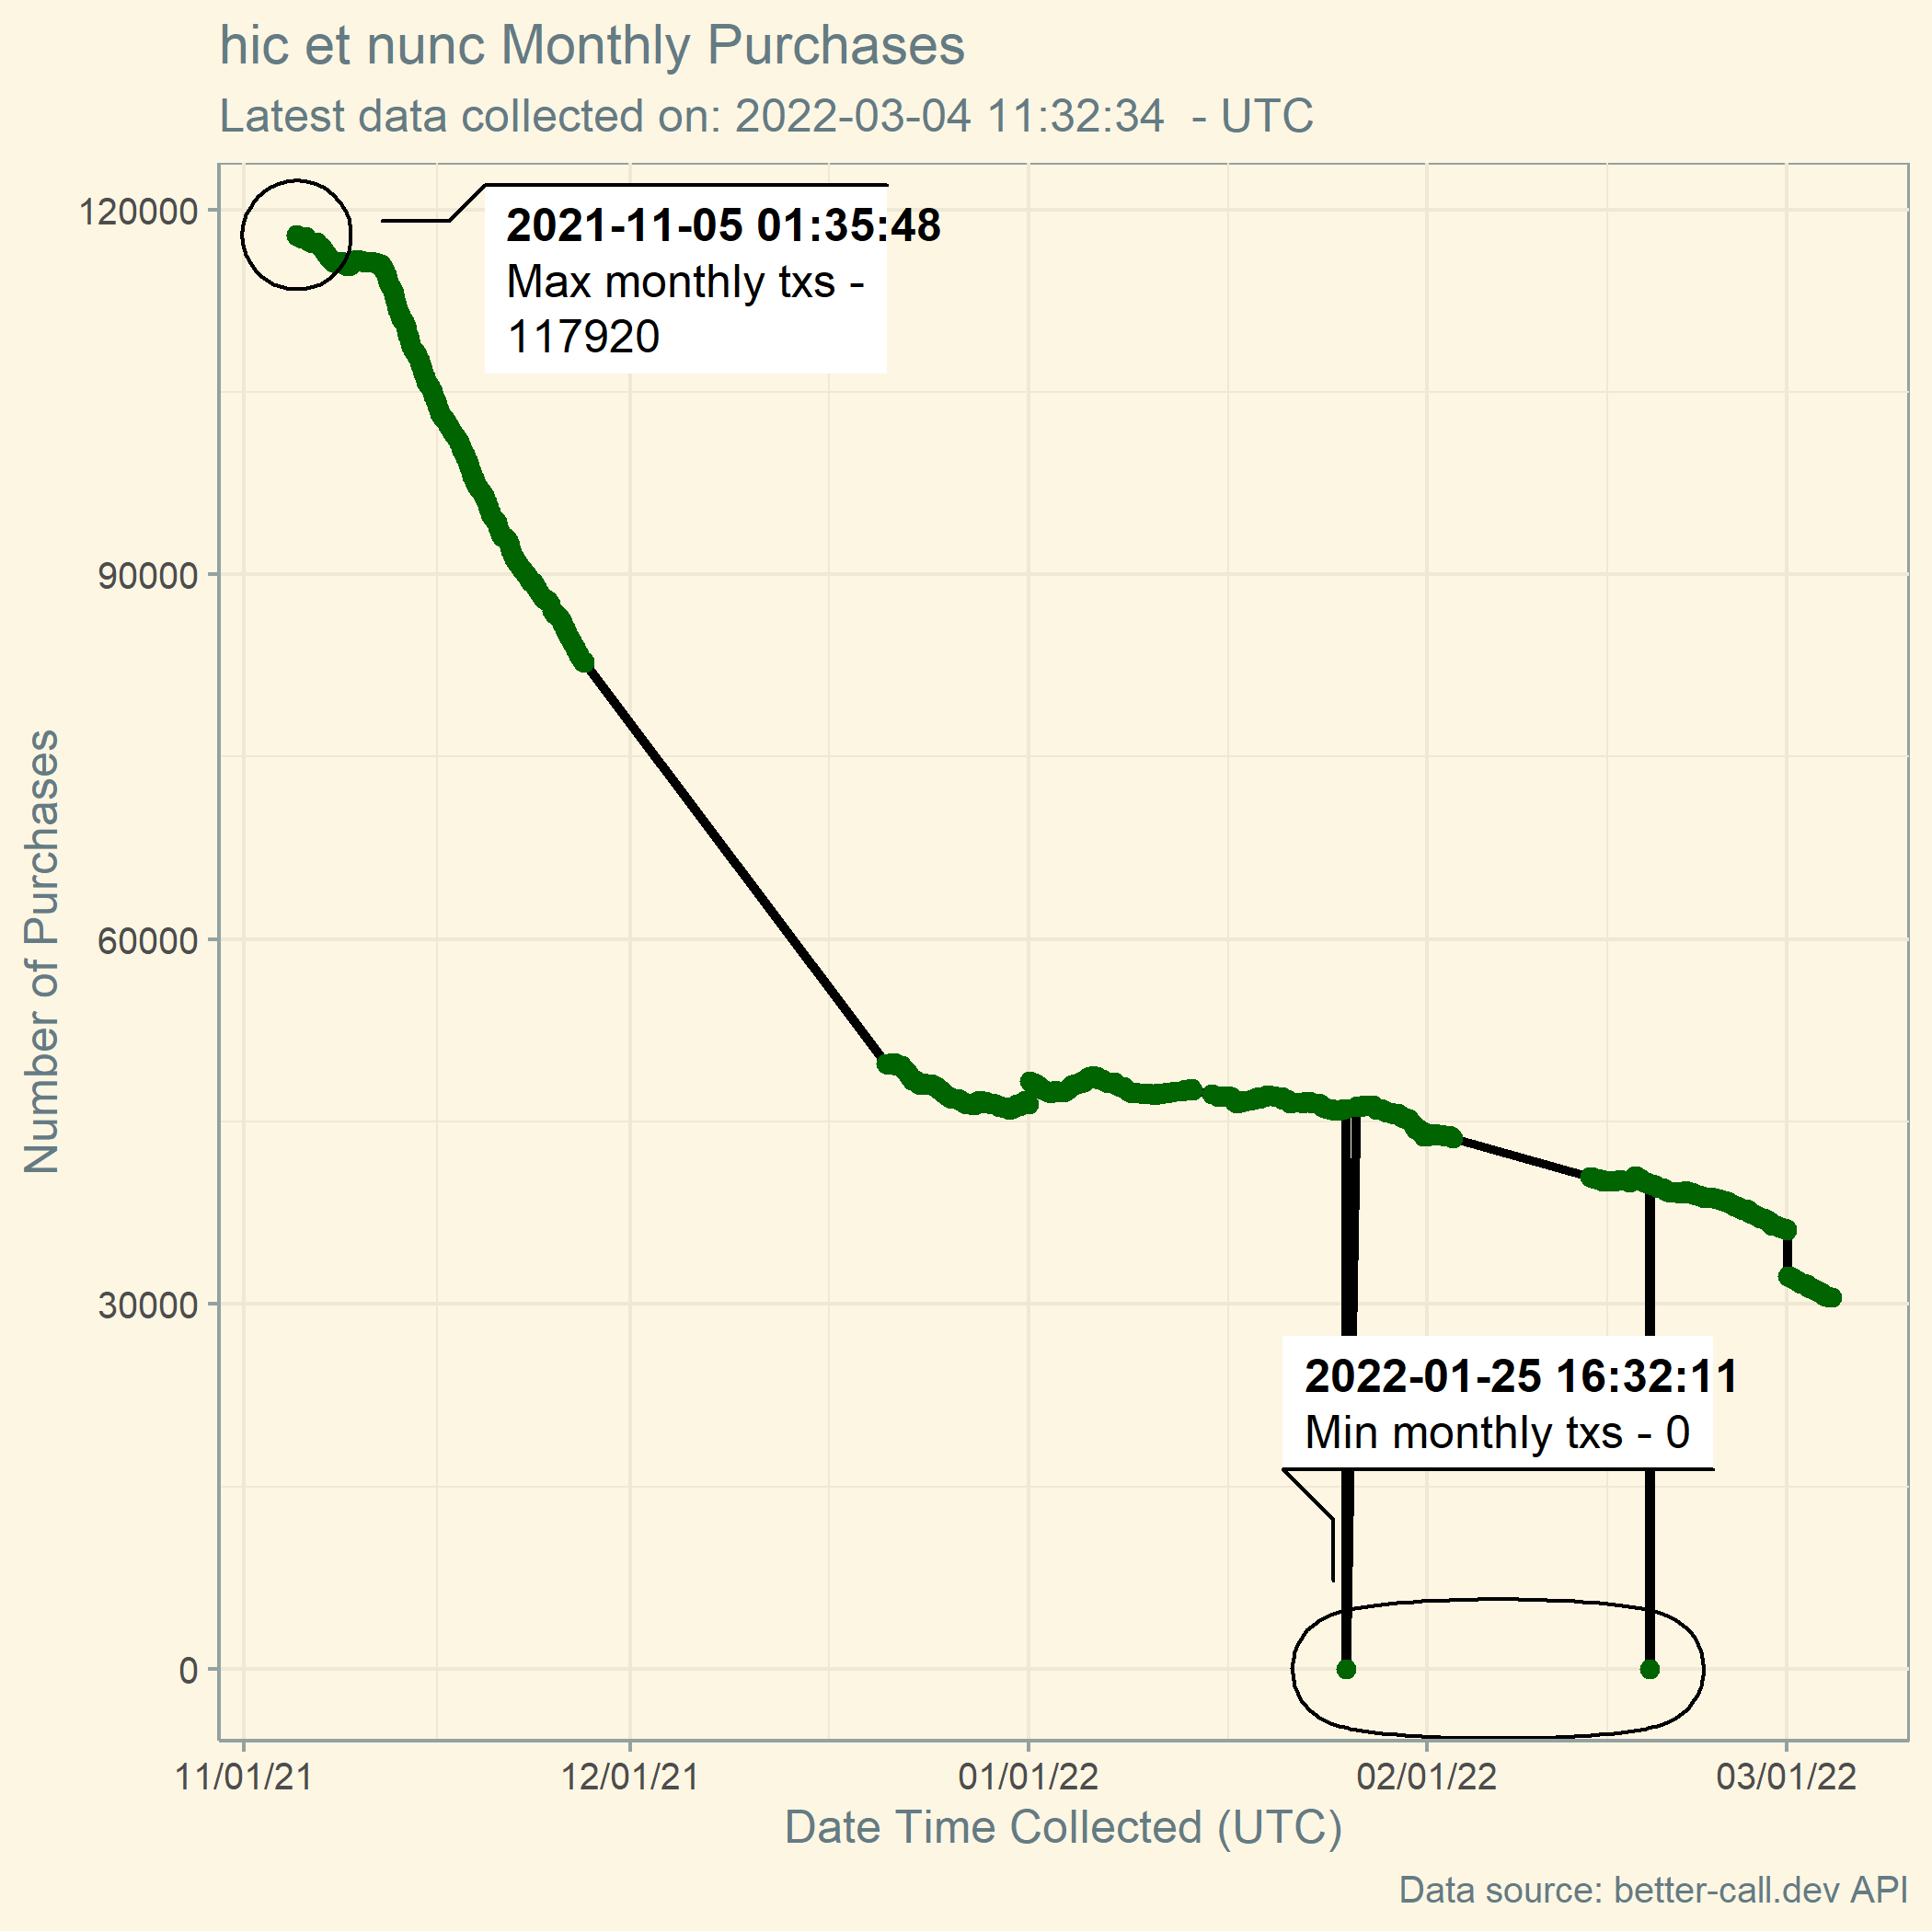 hic et nunc Monthly Purchases
Latest data collected on: 2022-03-04 11:32:34  - UTC
120000
90000
60000
30000
0
Number of Purchases
2021-11-05 01:35:48
Max monthly txs -
117920
2022-01-25 16:32:11
Min monthly txs - 0
11/01/21
12/01/21
01/01/22
02/01/22
03/01/22
Date Time Collected (UTC)
Data source: better-call.dev API